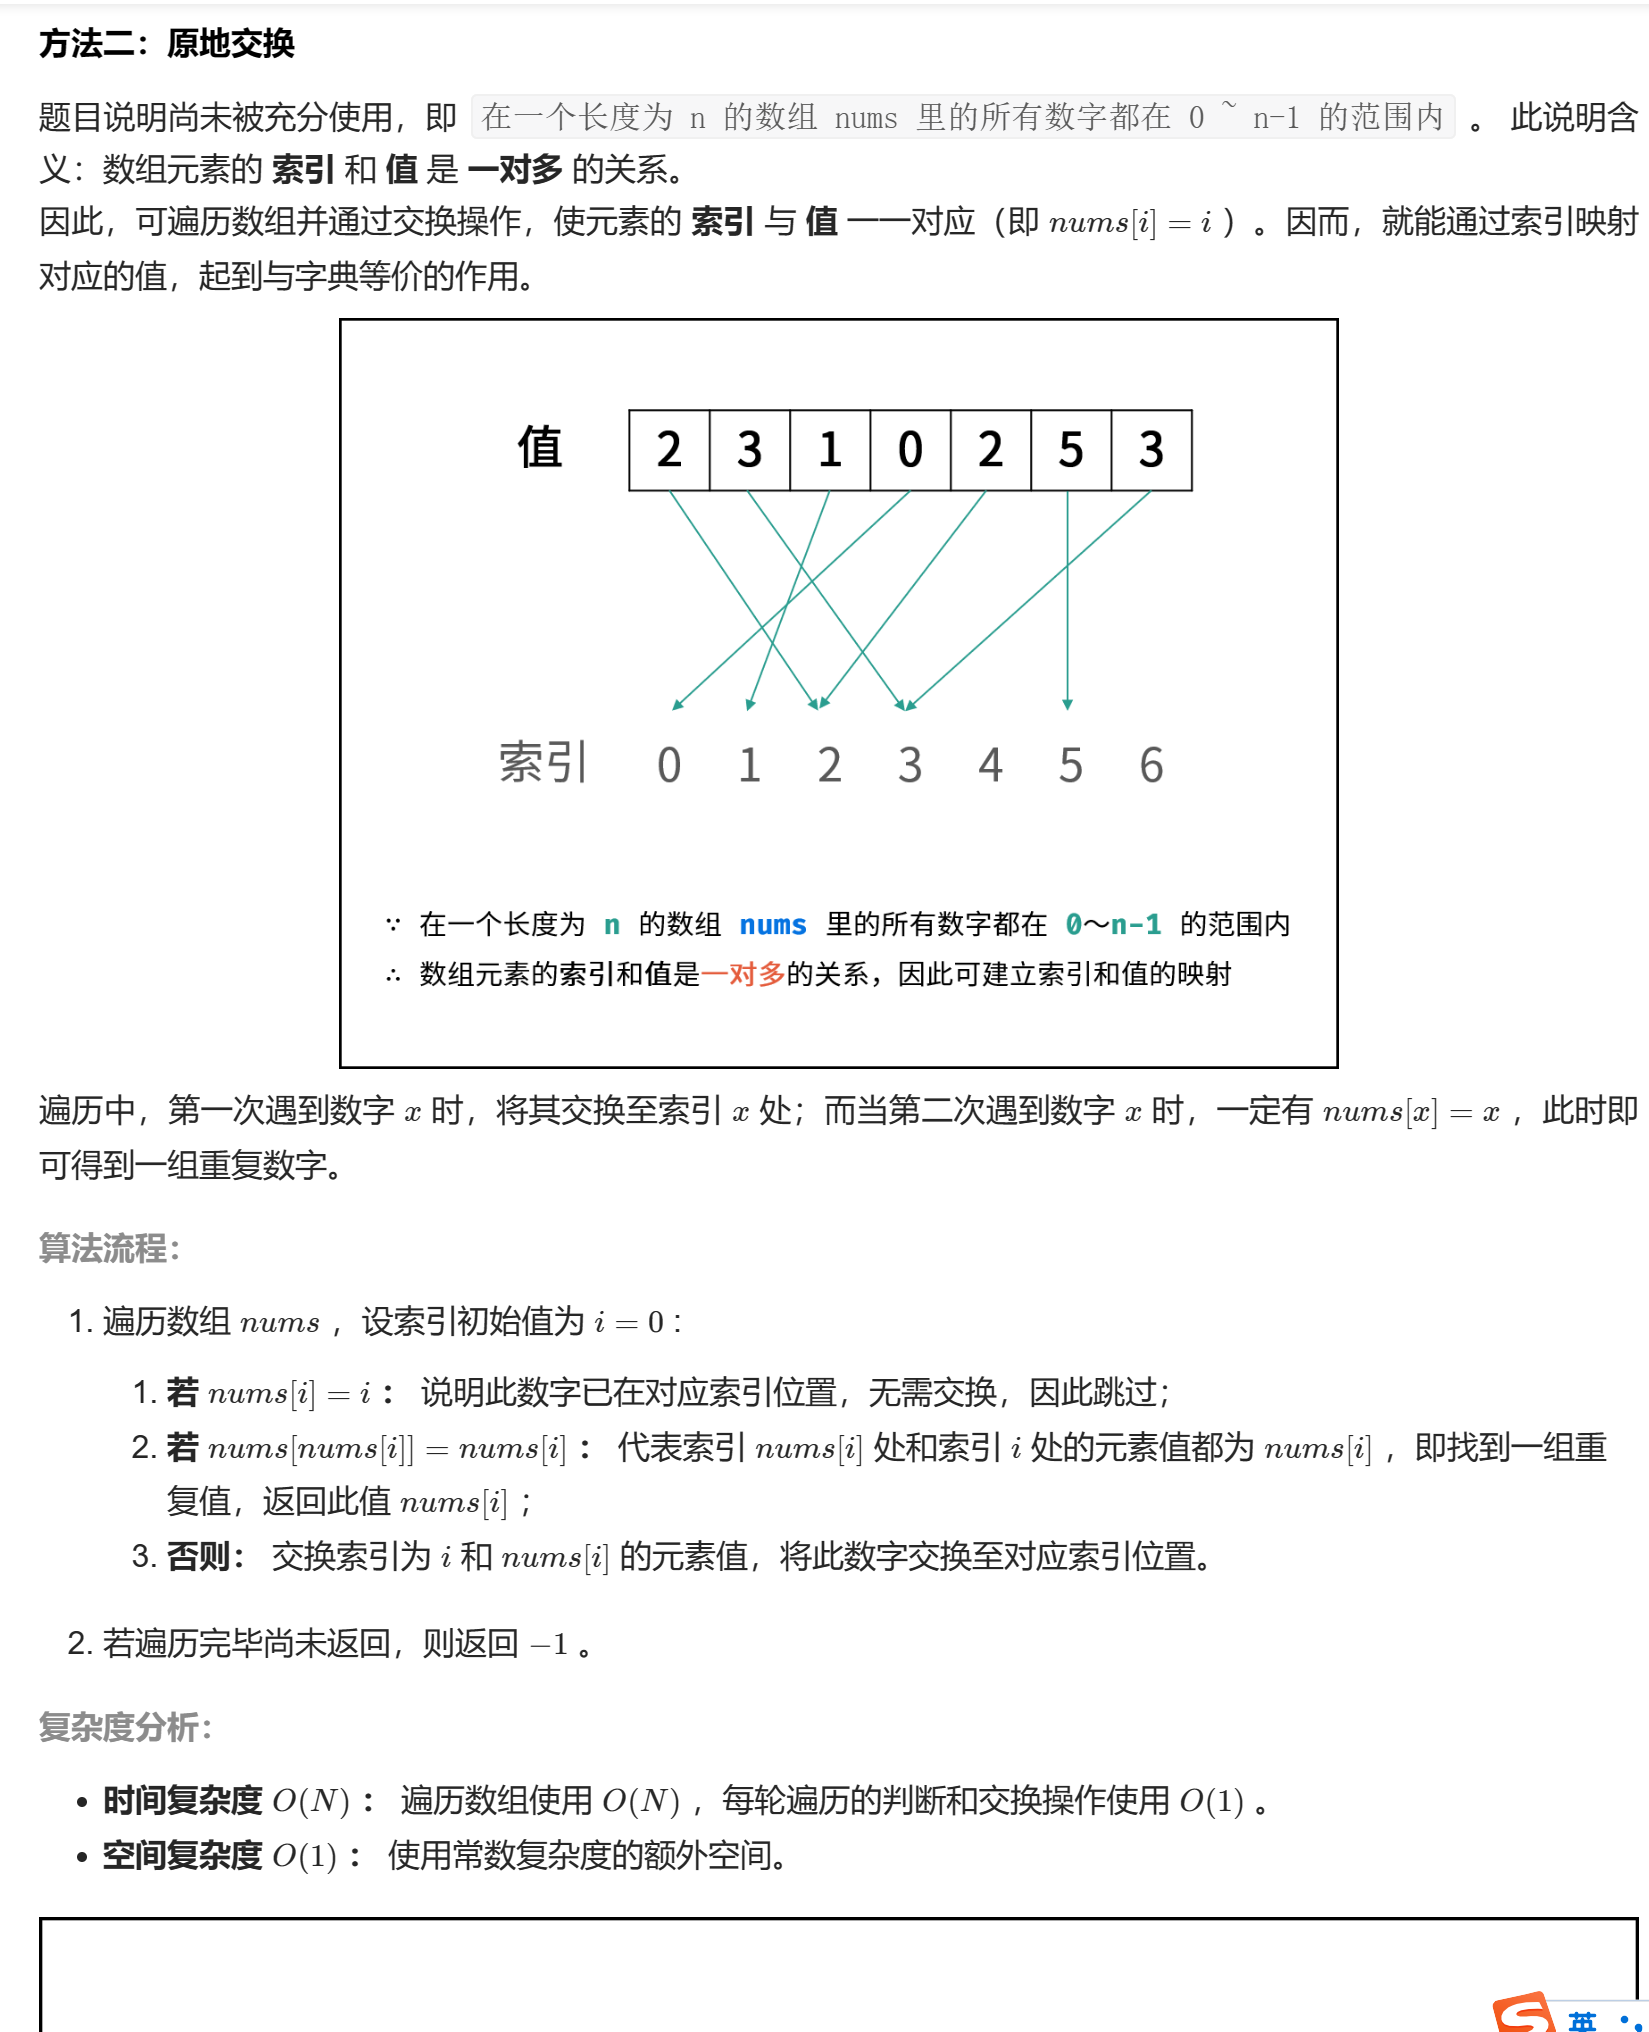 方法二：原地交换
题目说明尚未被充分使用，即 在一个长度为 n 的数组 nums 里的所有数字都在 0 ~ n-1 的范围内 。 此说明含
义：数组元素的 索引 和 值 是 一对多 的关系。
因此，可遍历数组并通过交换操作，使元素的 索引 与 值 一一对应（即 nums[i] = i ）。因而，就能通过索引映射
对应的值，起到与字典等价的作用。
值 2 3 1 0 2 5 3
索引 0 1 2 3 4 5 6
∵ 在一个长度为 n 的数组 nums 里的所有数字都在 0～n-1 的范围内
∴ 数组元素的索引和值是一对多的关系，因此可建立索引和值的映射
遍历中，第一次遇到数字 x 时，将其交换至索引 x 处；而当第二次遇到数字 x 时，一定有 nums[x] = x ，此时即
可得到一组重复数字。
算法流程：
1. 遍历数组 nums ，设索引初始值为 i = 0 :
1. 若 nums[i] = i ： 说明此数字已在对应索引位置，无需交换，因此跳过；
2. 若 nums[nums[i]] = nums[i] ： 代表索引 nums[i] 处和索引 i 处的元素值都为 nums[i] ，即找到一组重
复值，返回此值 nums[i] ；
3. 否则： 交换索引为 i 和 nums[i] 的元素值，将此数字交换至对应索引位置。
2. 若遍历完毕尚未返回，则返回 −1 。
复杂度分析：
• 时间复杂度 O(N) ： 遍历数组使用 O(N) ，每轮遍历的判断和交换操作使用 O(1) 。
• 空间复杂度 O(1) ： 使用常数复杂度的额外空间。
英